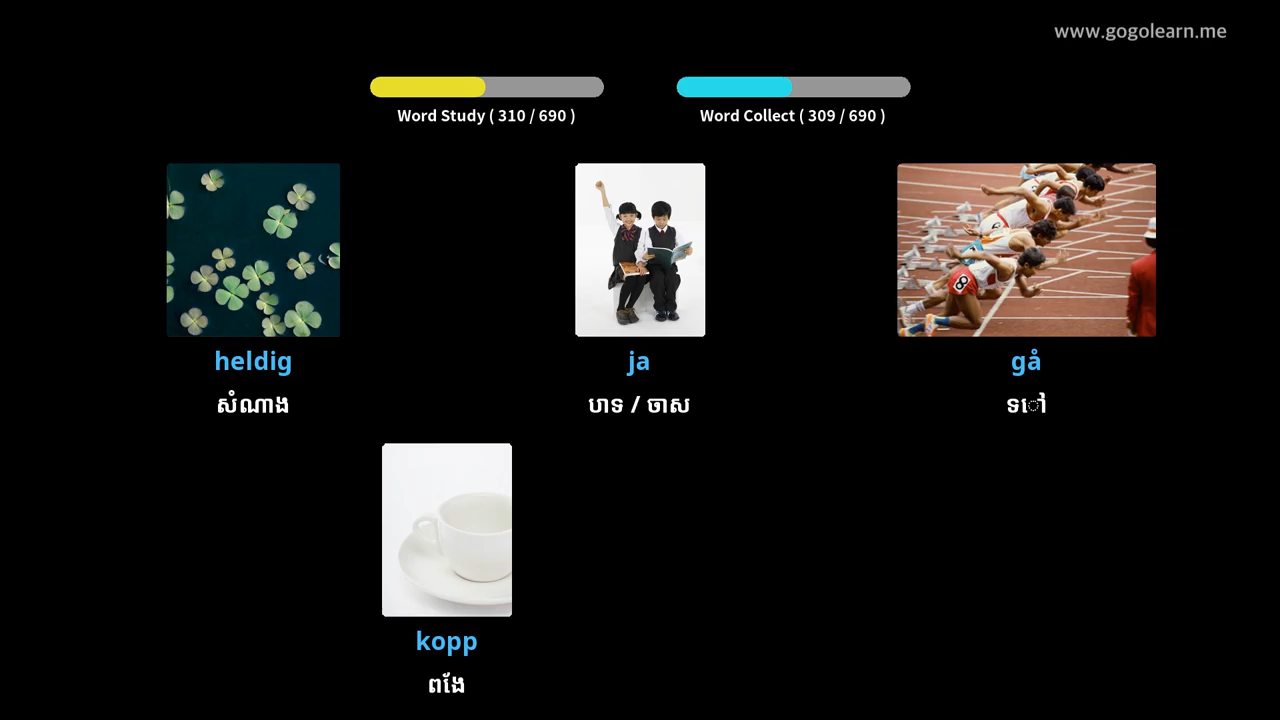 www.gogolearn.me
Word Study ( 310 / 690 )
Word Collect ( 309 / 690 )
heldig
ja
gå
សំណាង
បាទ / ចាស
ទៅ
kopp
ពែង